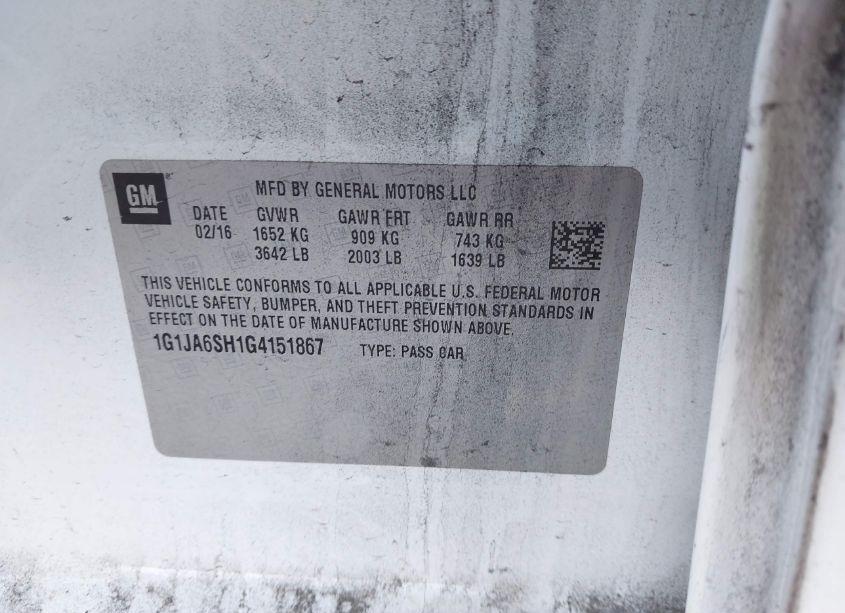 GM
MFD BY GENERAL MOTORS LLC
DATE GVWR GAWR FRT GAWR RR
02/16 1652 KG 909 KG 743 KG
3642 LB 2003 LB 1639 LB
THIS VEHICLE CONFORMS TO ALL APPLICABLE U.S. FEDERAL MOTOR
VEHICLE SAFETY, BUMPER, AND THEFT PREVENTION STANDARDS IN
EFFECT ON THE DATE OF MANUFACTURE SHOWN ABOVE.
1G1JA6SH1G4151867 TYPE: PASS CAR